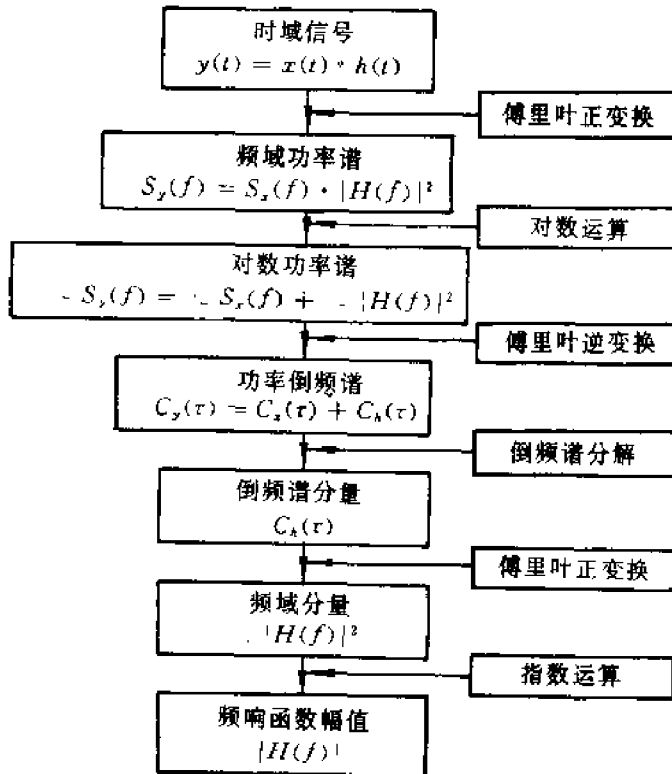 时域信号
y(t) = x(t) * h(t)
傅里叶正变换
频域功率谱
S_y(f) = S_x(f) · |H(f)|²
对数运算
对数功率谱
S_y(f) = S_x(f) + |H(f)|²
傅里叶逆变换
功率倒频谱
C_y(τ) = C_x(τ) + C_h(τ)
倒频谱分解
倒频谱分量
C_h(τ)
傅里叶正变换
频域分量
|H(f)|²
指数运算
频响函数幅值
|H(f)|